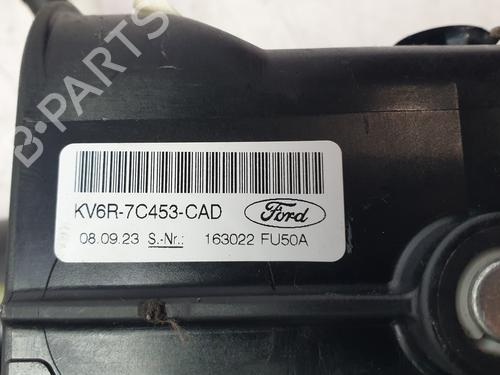 B-PARTS
KV6R-7C453-CAD
Ford
08.09.23 S.-Nr.: 163022 FU50A